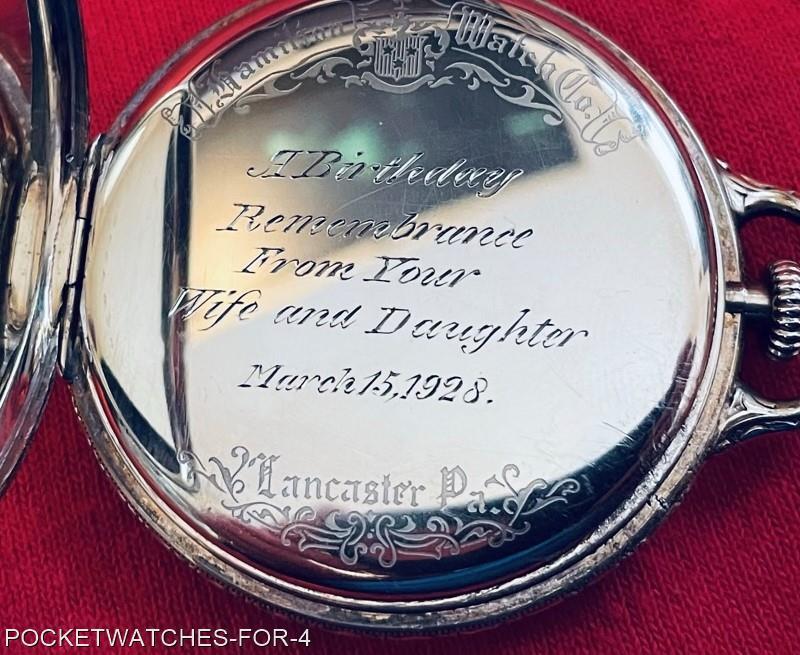 Hamilton Watch Co.
A Birthday
Remembrance
From Your
Wife and Daughter
March 15, 1928.
Lancaster Pa.
POCKETWATCHES-FOR-4